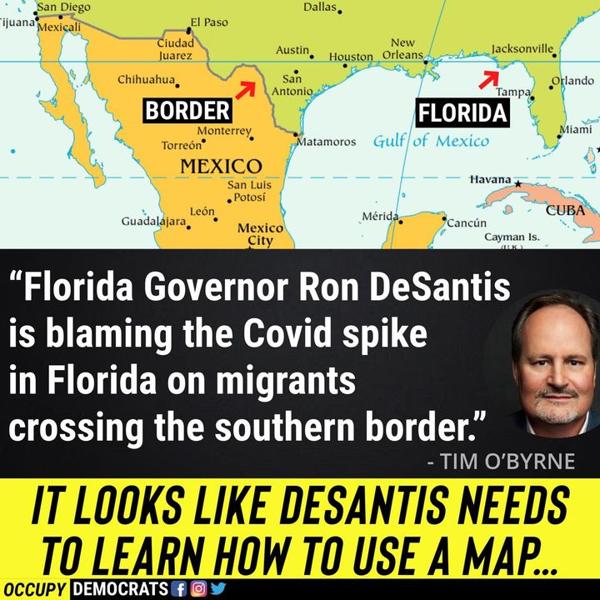 San Diego
Dallas
Tijuana
Mexicali
El Paso
Ciudad
Juarez
Austin
Houston
New
Orleans
Jacksonville
Chihuahua
San
Antonio
Orlando
Tampa
BORDER
FLORIDA
Monterrey
Matamoros
Gulf of Mexico
Miami
Torreón
MEXICO
San Luis
Potosí
Havana
CUBA
León
Guadalajara
Mexico
City
Mérida
Cancún
Cayman Is.
(U.K.)
“Florida Governor Ron DeSantis
is blaming the Covid spike
in Florida on migrants
crossing the southern border.”
- TIM O’BYRNE
IT LOOKS LIKE DESANTIS NEEDS
TO LEARN HOW TO USE A MAP...
OCCUPY DEMOCRATS